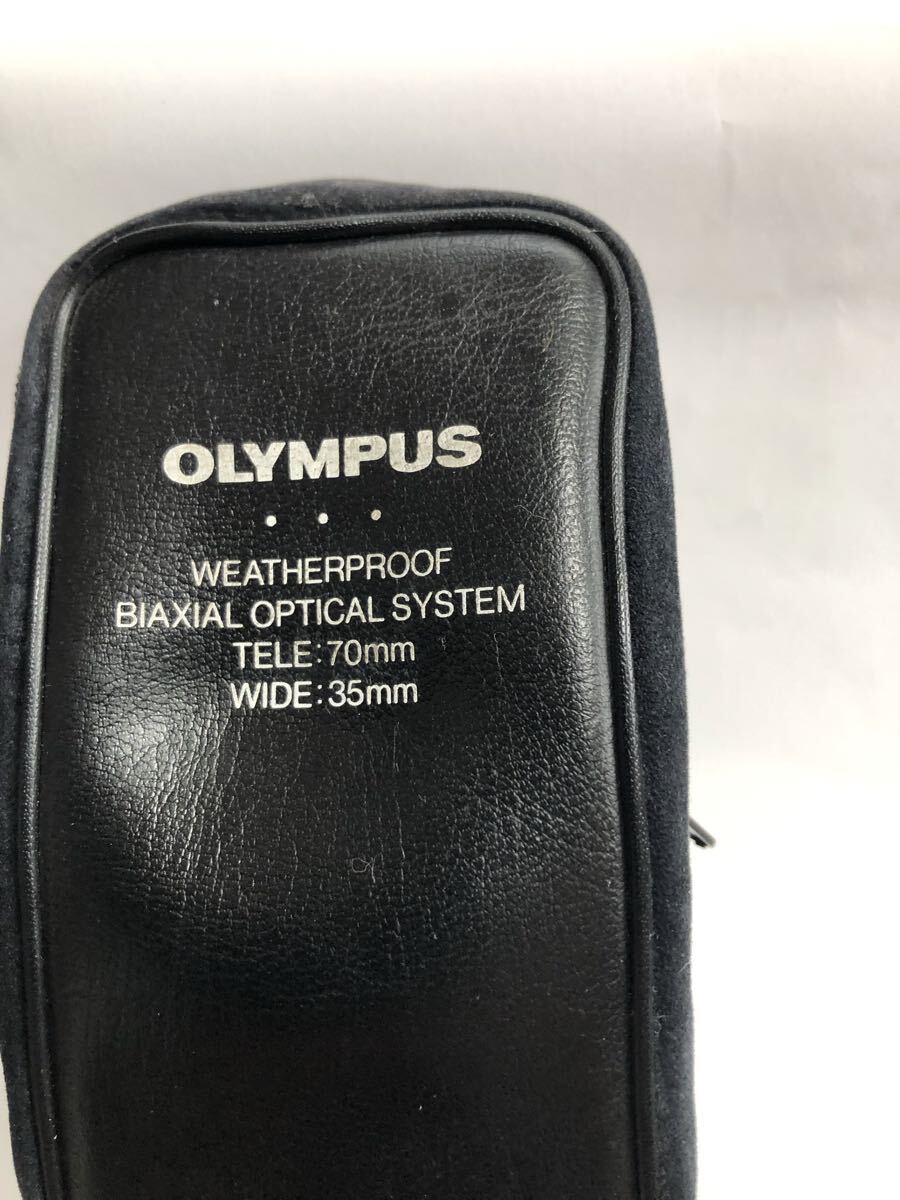 OLYMPUS
WEATHERPROOF
BIAXIAL OPTICAL SYSTEM
TELE:70mm
WIDE:35mm